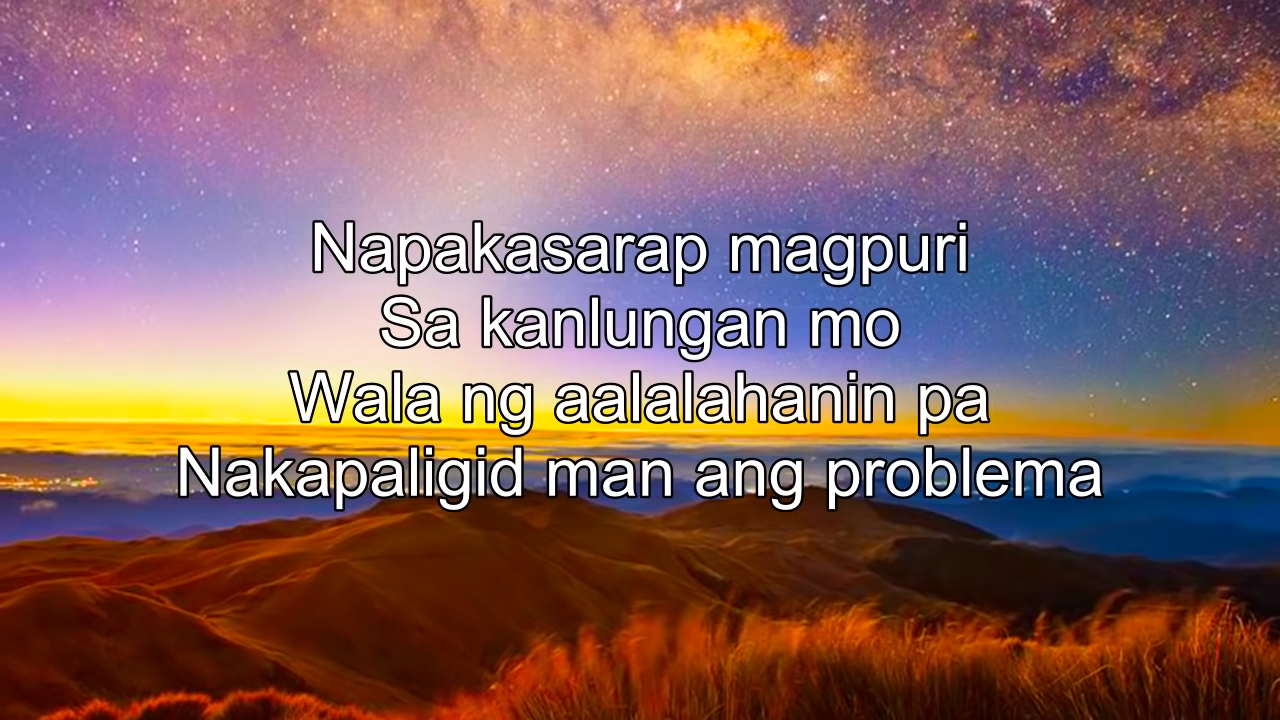 Napakasarap magpuri
Sa kanlungan mo
Wala ng aalalahanin pa
Nakapaligid man ang problema